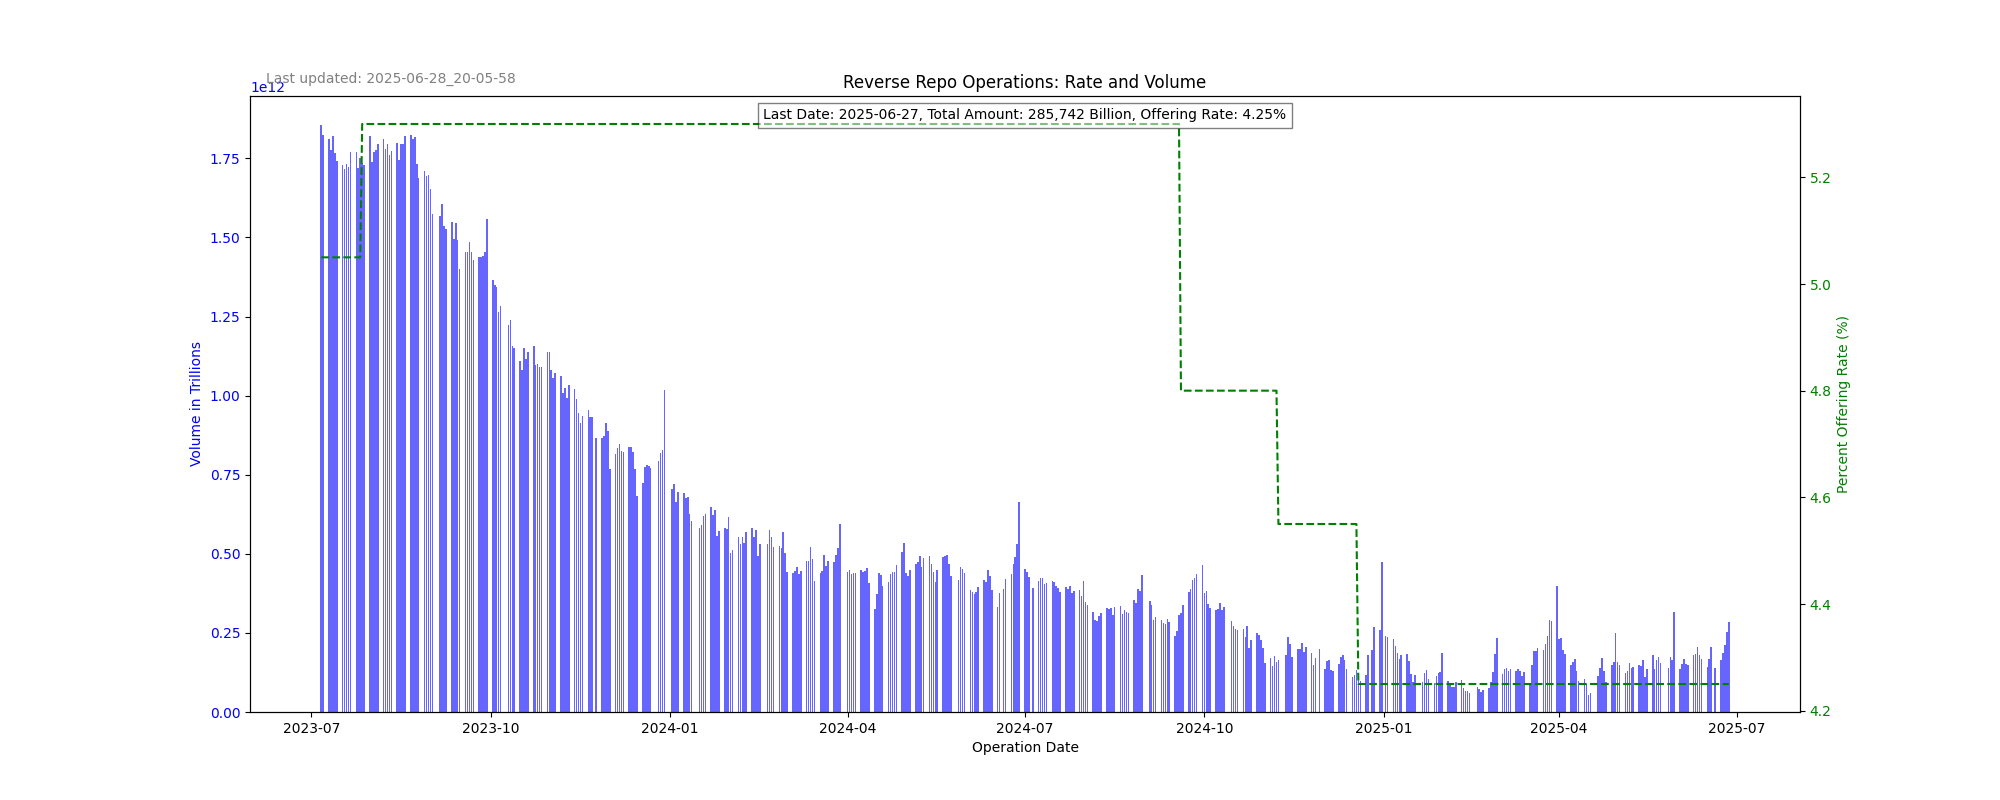 Last updated: 2025-06-28_20-05-58
1e12
Reverse Repo Operations: Rate and Volume
Last Date: 2025-06-27, Total Amount: 285,742 Billion, Offering Rate: 4.25%
Volume in Trillions
1.75
1.50
1.25
1.00
0.75
0.50
0.25
0.00
5.2
5.0
4.8
4.6
4.4
4.2
Percent Offering Rate (%)
2023-07 2023-10 2024-01 2024-04 2024-07 2024-10 2025-01 2025-04 2025-07
Operation Date